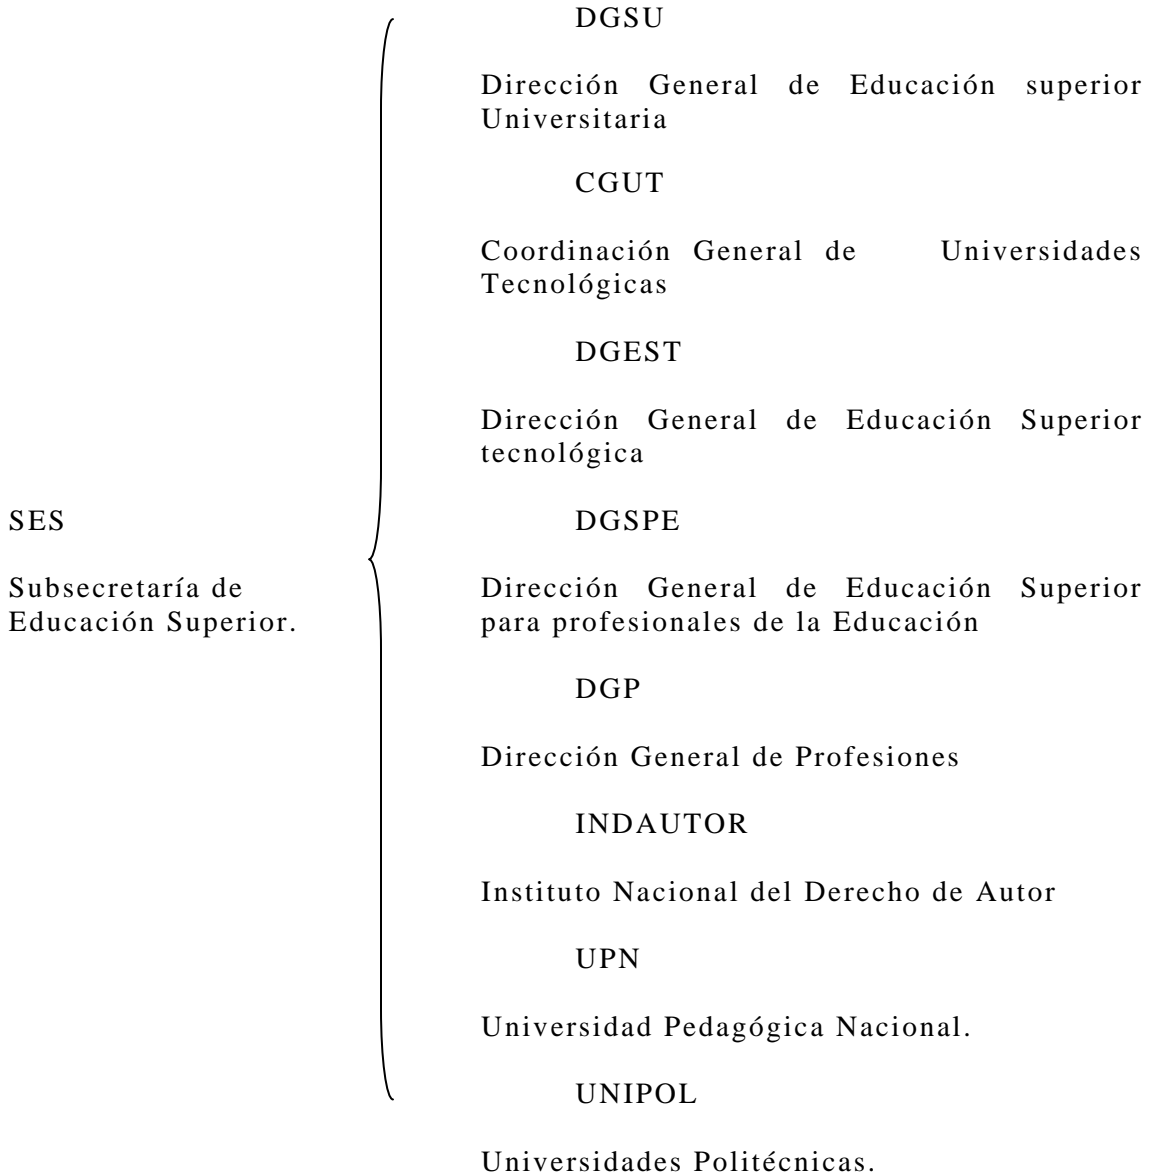 DGSU
Dirección General de Educación superior
Universitaria
CGUT
Coordinación General de Universidades
Tecnológicas
DGEST
Dirección General de Educación Superior
tecnológica
SES
Subsecretaría de
Educación Superior.
DGSPE
Dirección General de Educación Superior
para profesionales de la Educación
DGP
Dirección General de Profesiones
INDAUTOR
Instituto Nacional del Derecho de Autor
UPN
Universidad Pedagógica Nacional.
UNIPOL
Universidades Politécnicas.